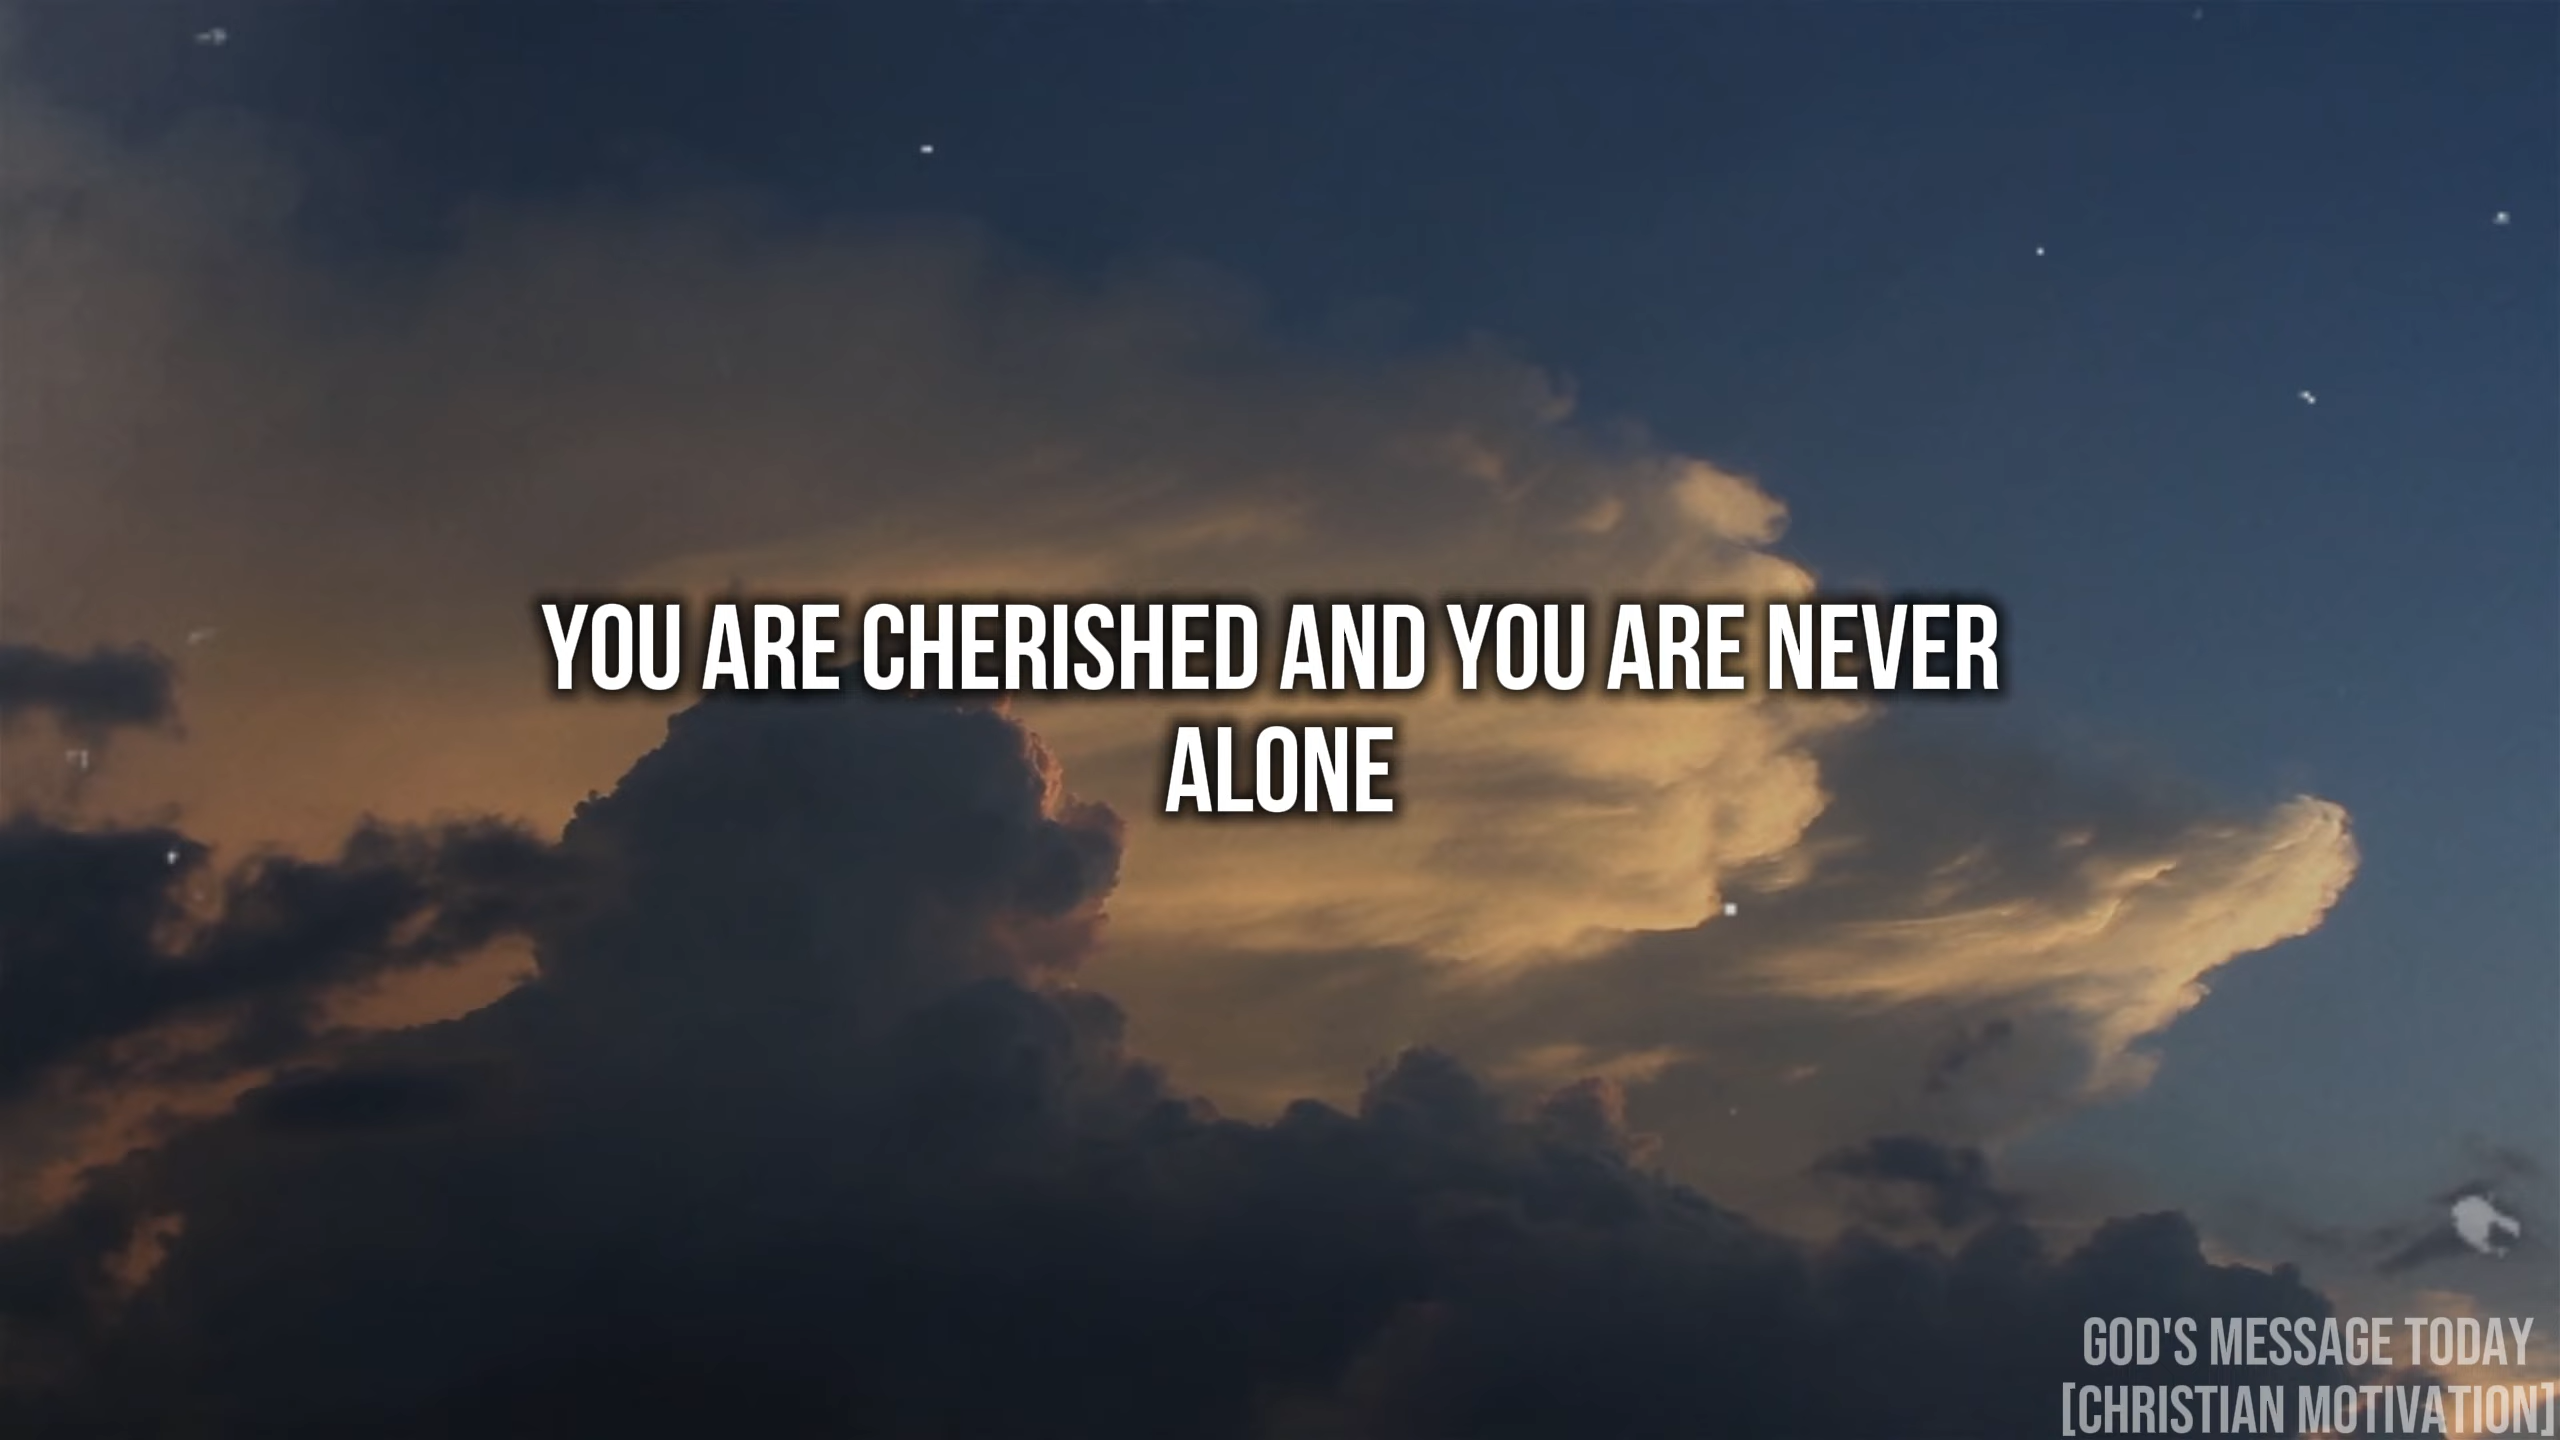 YOU ARE CHERISHED AND YOU ARE NEVER
ALONE
GOD'S MESSAGE TODAY
[CHRISTIAN MOTIVATION]